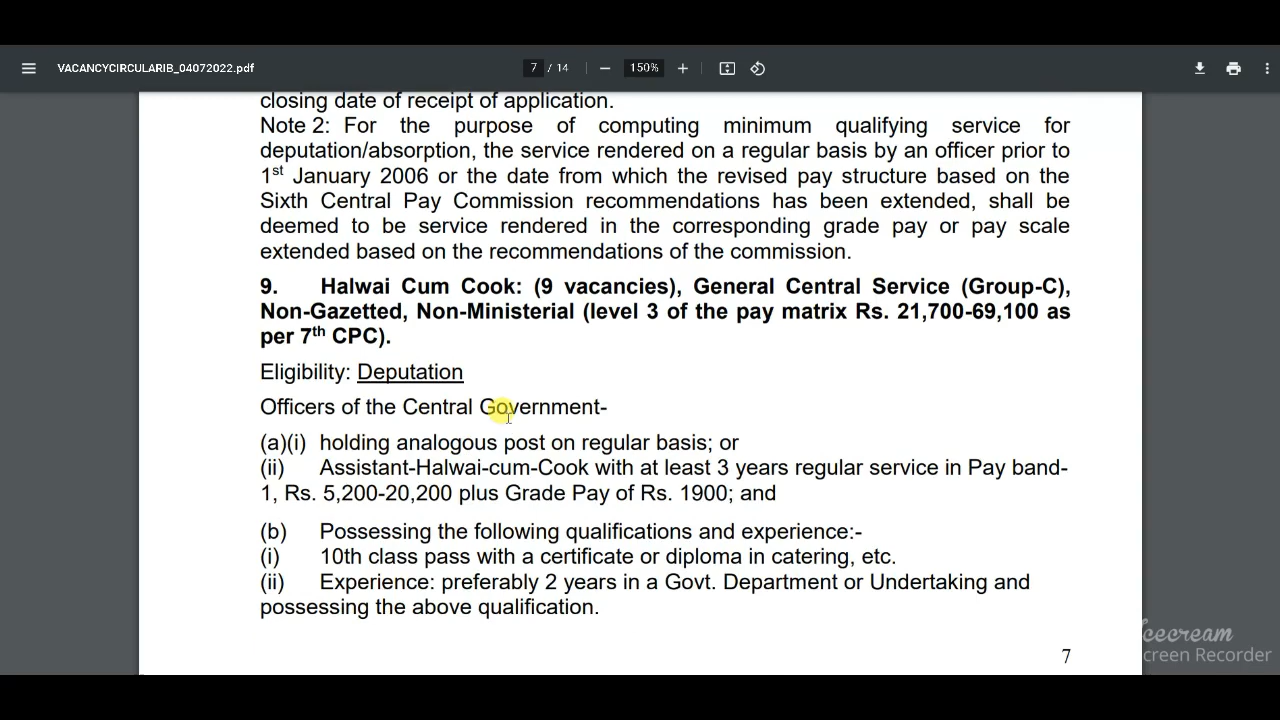 VACANCYCIRCULARIB_04072022.pdf
7 / 14
150%
closing date of receipt of application.
Note 2: For the purpose of computing minimum qualifying service for
deputation/absorption, the service rendered on a regular basis by an officer prior to
1st January 2006 or the date from which the revised pay structure based on the
Sixth Central Pay Commission recommendations has been extended, shall be
deemed to be service rendered in the corresponding grade pay or pay scale
extended based on the recommendations of the commission.
9. Halwai Cum Cook: (9 vacancies), General Central Service (Group-C),
Non-Gazetted, Non-Ministerial (level 3 of the pay matrix Rs. 21,700-69,100 as
per 7th CPC).
Eligibility: Deputation
Officers of the Central Government-
(a)(i) holding analogous post on regular basis; or
(ii) Assistant-Halwai-cum-Cook with at least 3 years regular service in Pay band-
1, Rs. 5,200-20,200 plus Grade Pay of Rs. 1900; and
(b) Possessing the following qualifications and experience:-
(i) 10th class pass with a certificate or diploma in catering, etc.
(ii) Experience: preferably 2 years in a Govt. Department or Undertaking and
possessing the above qualification.
7
cecream
creen Recorder